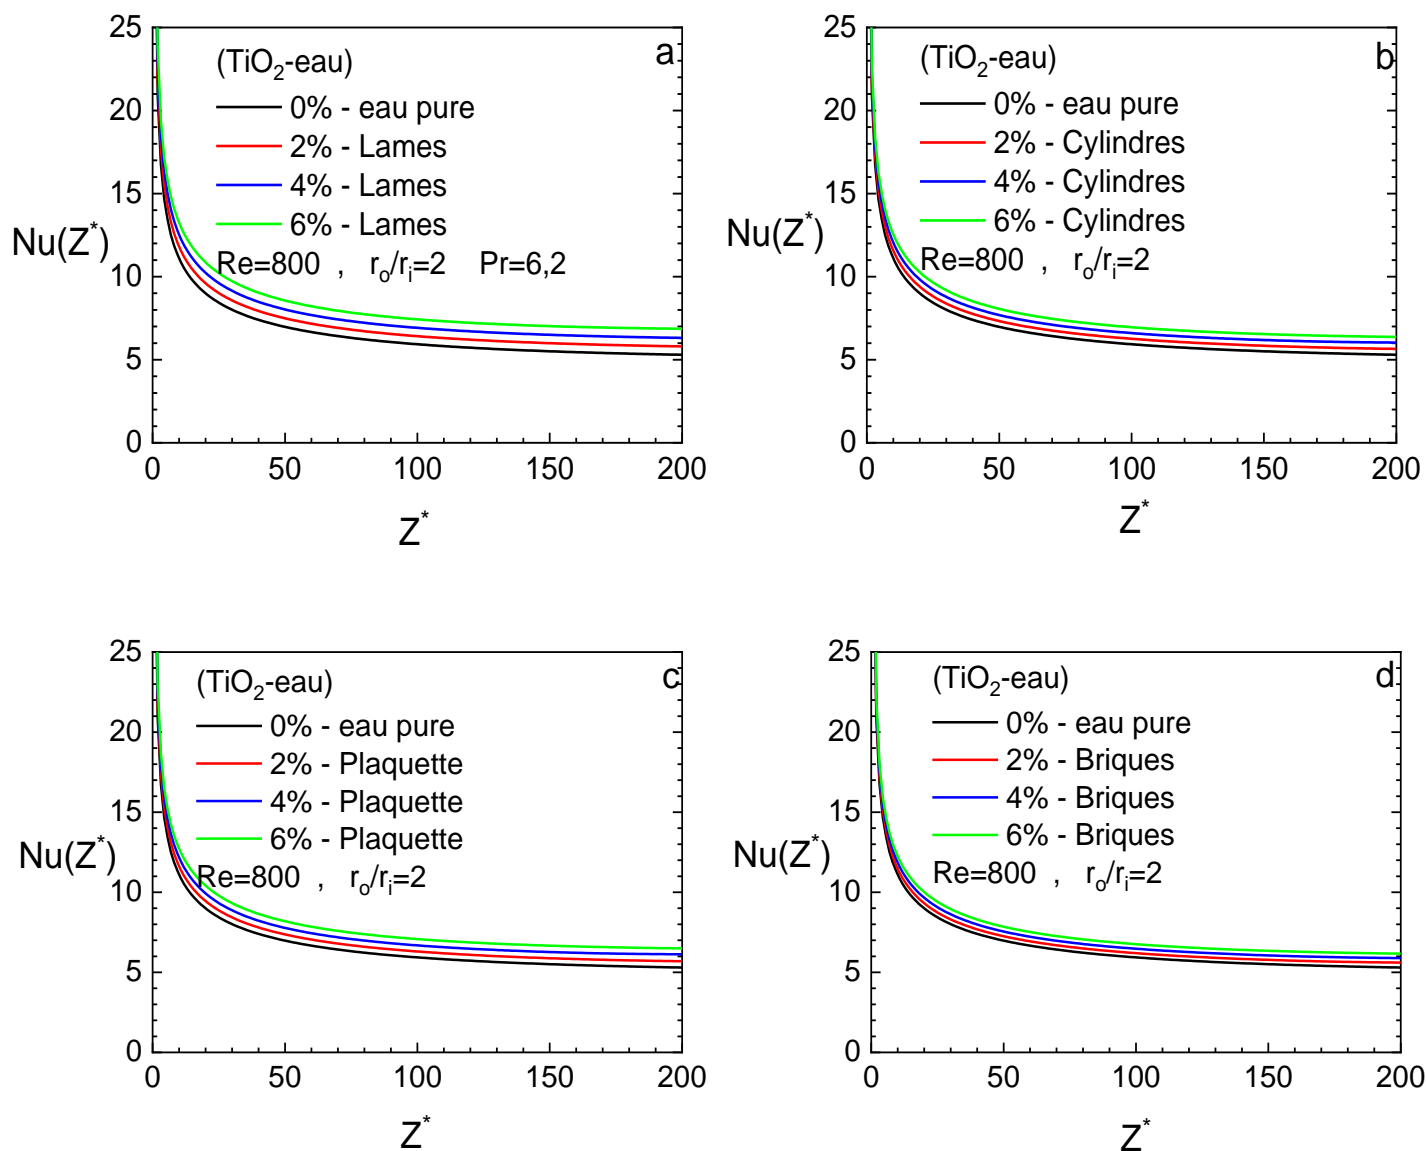 25
20
15
10
5
0
Nu(Z*)
(TiO2-eau)
a
0% - eau pure
2% - Lames
4% - Lames
6% - Lames
Re=800 , ro/ri=2 Pr=6,2
0 50 100 150 200
Z*
25
20
15
10
5
0
Nu(Z*)
(TiO2-eau)
b
0% - eau pure
2% - Cylindres
4% - Cylindres
6% - Cylindres
Re=800 , ro/ri=2
0 50 100 150 200
Z*
25
20
15
10
5
0
Nu(Z*)
(TiO2-eau)
c
0% - eau pure
2% - Plaquette
4% - Plaquette
6% - Plaquette
Re=800 , ro/ri=2
0 50 100 150 200
Z*
25
20
15
10
5
0
Nu(Z*)
(TiO2-eau)
d
0% - eau pure
2% - Briques
4% - Briques
6% - Briques
Re=800 , ro/ri=2
0 50 100 150 200
Z*